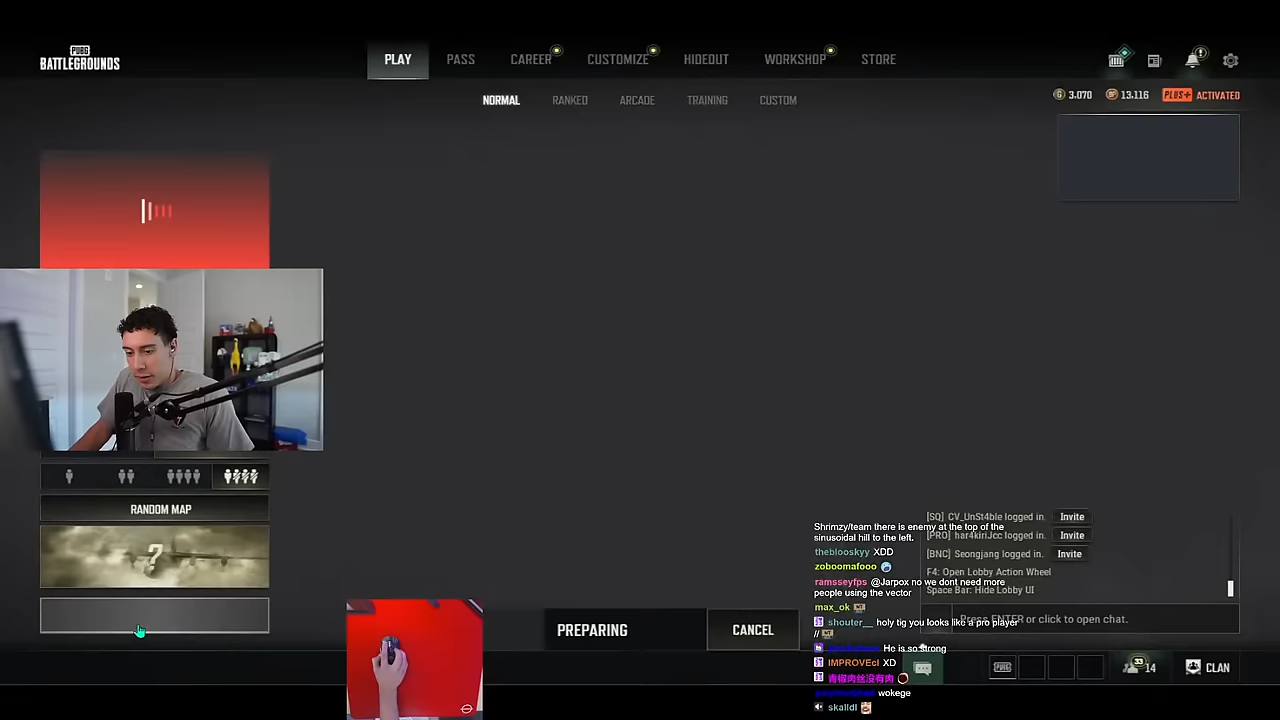 PUBG
BATTLEGROUNDS
PLAY
PASS
CAREER
CUSTOMIZE
HIDEOUT
WORKSHOP
STORE
NORMAL
RANKED
ARCADE
TRAINING
CUSTOM
G 3.070
13.116
PLUS+ ACTIVATED
RANDOM MAP
?
PREPARING
CANCEL
[SQ] CV_UnSt4ble logged in. Invite
[PRO] har4kiriJcc logged in. Invite
[BNC] Seongjang logged in. Invite
F4: Open Lobby Action Wheel
Space Bar: Hide Lobby UI
Press ENTER or click to open chat.
Shrimzy/team there is enemy at the top of the
sinusoidal hill to the left.
theblooskyy XDD
zoboomafooo
ramsseyfps @Jarpox no we dont need more
people using the vector
max_ok
shouter__ holy tig you looks like a pro player
//
He is so strong
IMPROVEcl XD
青椒肉丝没有肉
wokege
skalldl
PUBG
33
14
CLAN